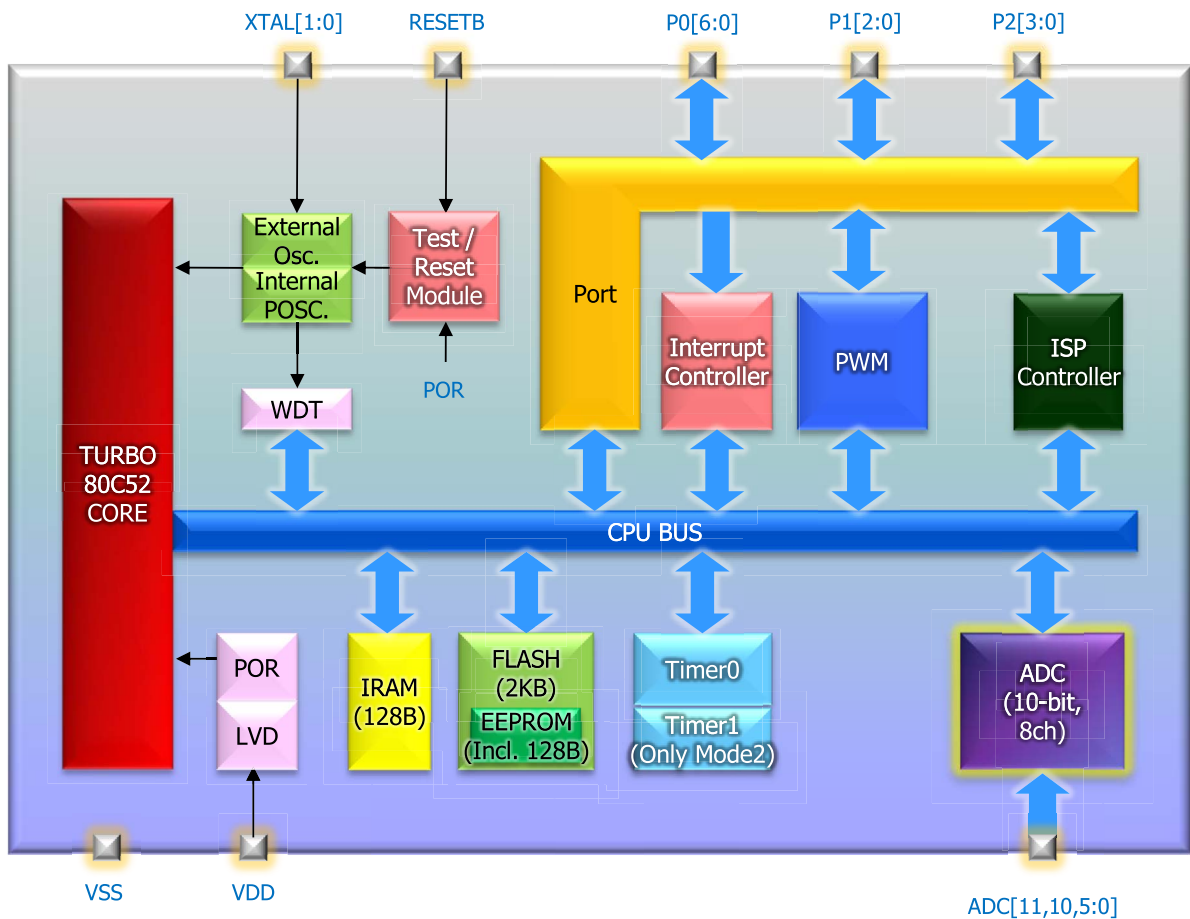 XTAL[1:0]
RESETB
P0[6:0]
P1[2:0]
P2[3:0]
External
Osc.
Internal
POSC.
Test /
Reset
Module
POR
WDT
Port
Interrupt
Controller
PWM
ISP
Controller
TURBO
80C52
CORE
CPU BUS
POR
LVD
IRAM
(128B)
FLASH
(2KB)
EEPROM
(Incl. 128B)
Timer0
Timer1
(Only Mode2)
ADC
(10-bit,
8ch)
VSS
VDD
ADC[11,10,5:0]